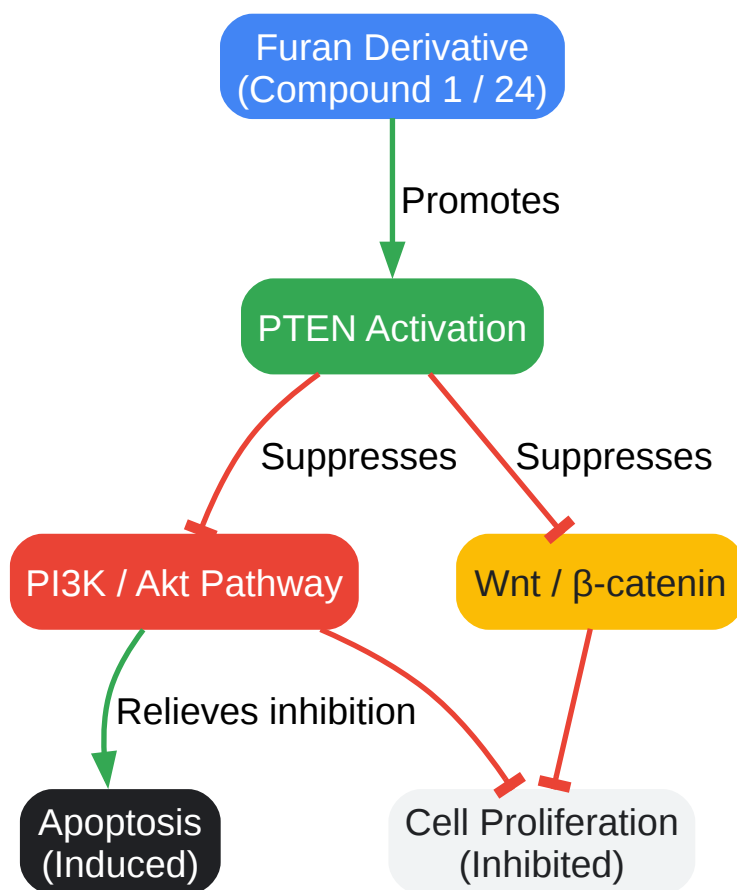 Furan Derivative
(Compound 1 / 24)
Promotes
PTEN Activation
Suppresses
Suppresses
PI3K / Akt Pathway
Wnt / β-catenin
Relieves inhibition
Apoptosis
(Induced)
Cell Proliferation
(Inhibited)